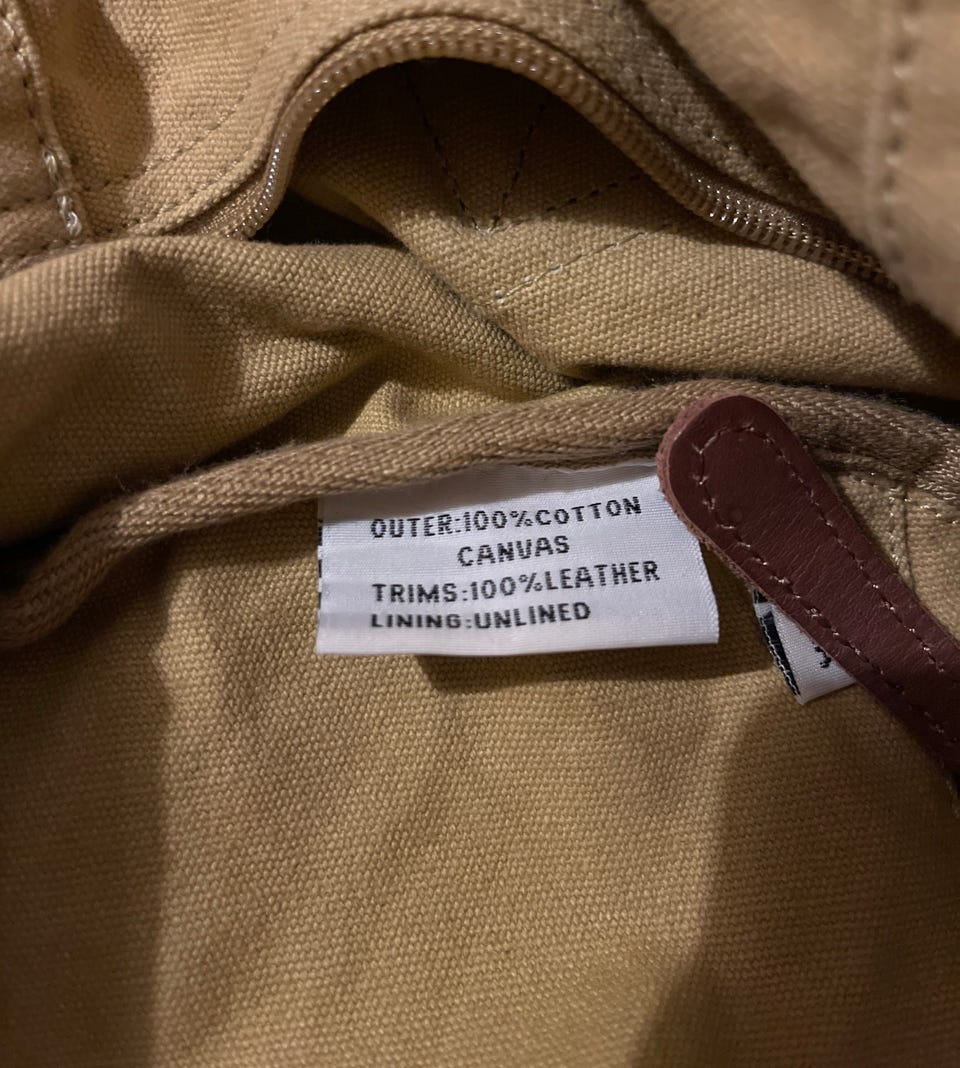 OUTER:100%COTTON
CANVAS
TRIMS:100%LEATHER
LINING:UNLINED